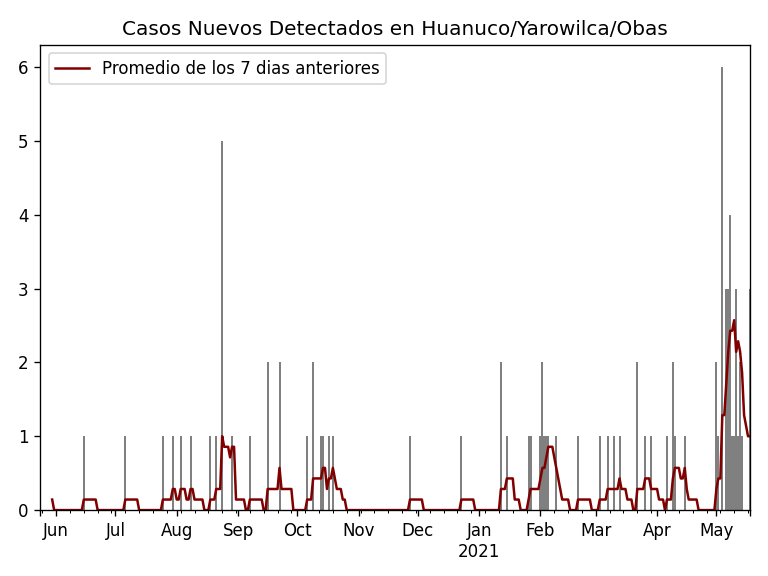 Casos Nuevos Detectados en Huanuco/Yarowilca/Obas
Promedio de los 7 dias anteriores
6
5
4
3
2
1
0
Jun Jul Aug Sep Oct Nov Dec Jan Feb Mar Apr May
2021